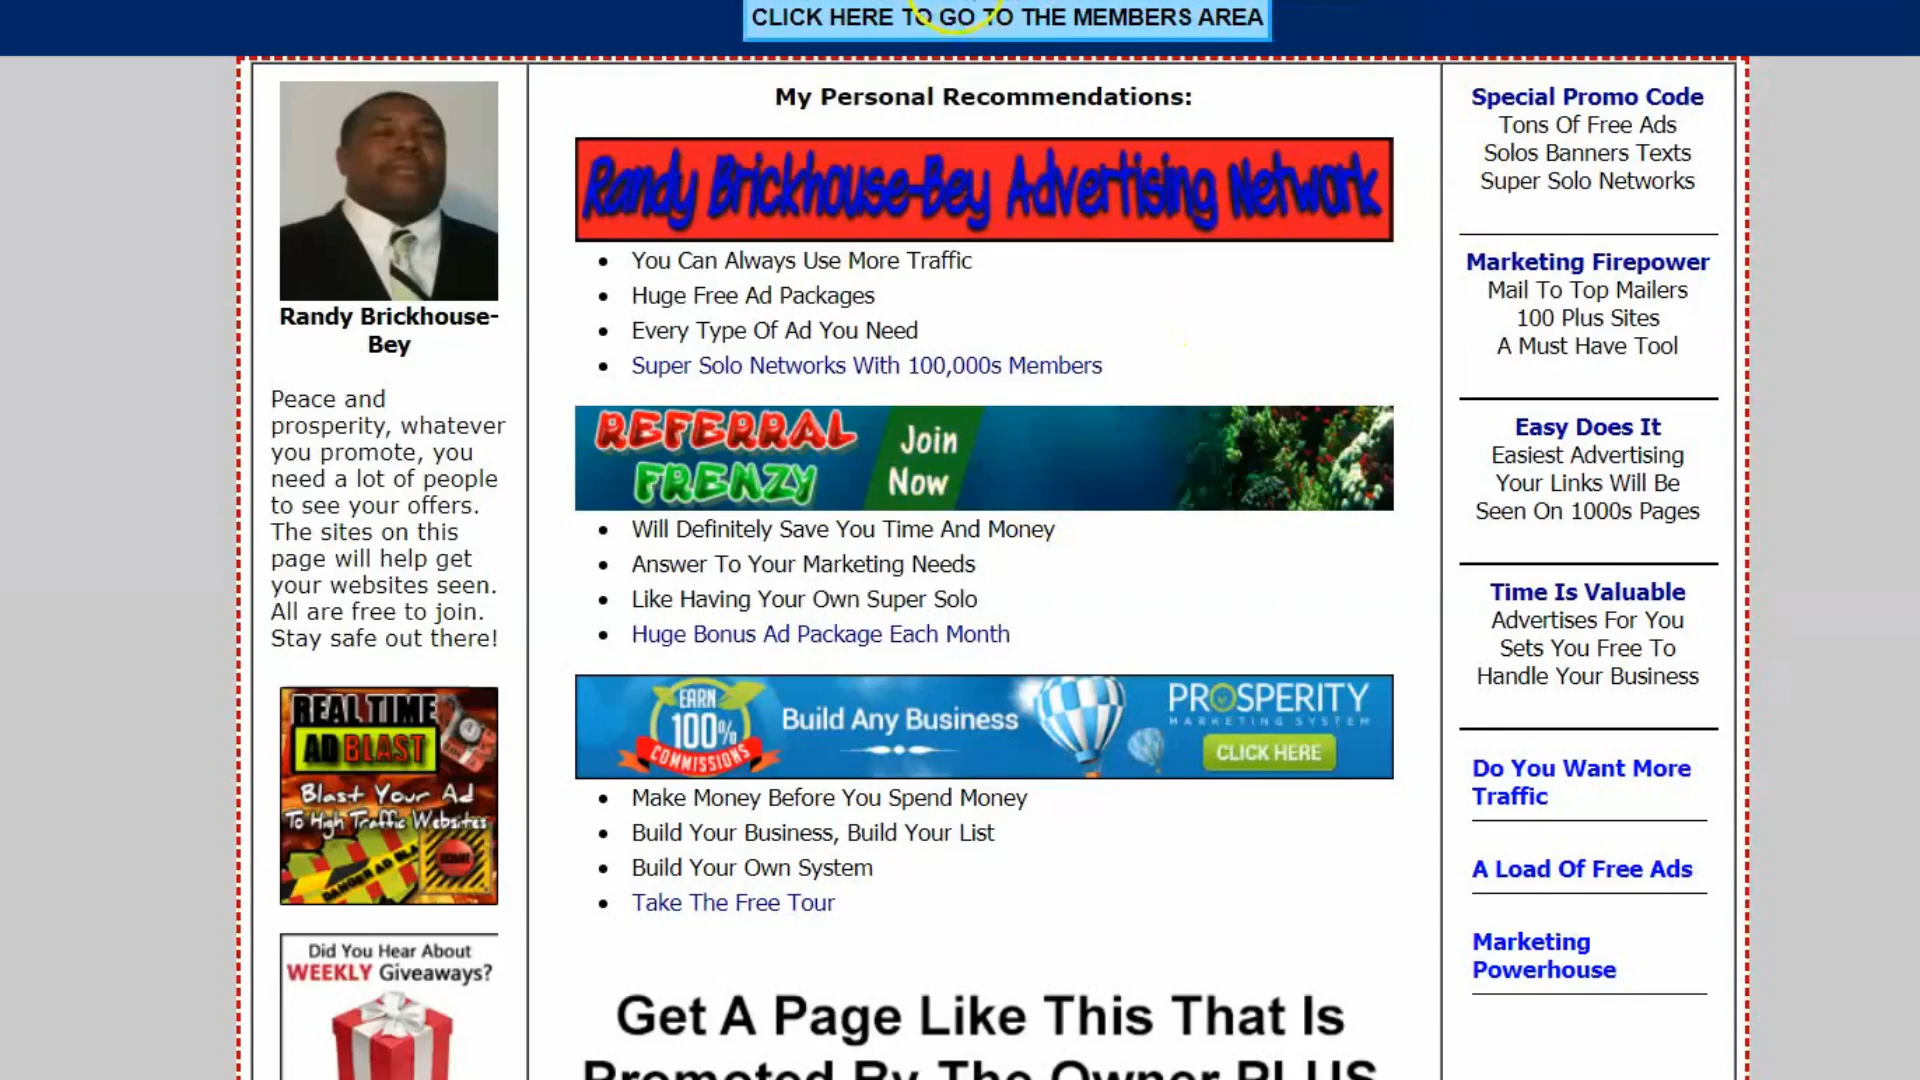 CLICK HERE TO GO TO THE MEMBERS AREA
Randy Brickhouse-
Bey
Peace and
prosperity, whatever
you promote, you
need a lot of people
to see your offers.
The sites on this
page will help get
your websites seen.
All are free to join.
Stay safe out there!
REAL TIME
AD BLAST
Blast Your Ad
To High Traffic Websites
DANGER AD BLA
Did You Hear About
WEEKLY Giveaways?
My Personal Recommendations:
Randy Brickhouse-Bey Advertising Network
You Can Always Use More Traffic
Huge Free Ad Packages
Every Type Of Ad You Need
Super Solo Networks With 100,000s Members
REFERRAL
FRENZY
Join
Now
Will Definitely Save You Time And Money
Answer To Your Marketing Needs
Like Having Your Own Super Solo
Huge Bonus Ad Package Each Month
EARN
100%
COMMISSIONS
Build Any Business
PROSPERITY
MARKETING SYSTEM
CLICK HERE
Make Money Before You Spend Money
Build Your Business, Build Your List
Build Your Own System
Take The Free Tour
Get A Page Like This That Is
Promoted By The Owner PLUS
Special Promo Code
Tons Of Free Ads
Solos Banners Texts
Super Solo Networks
Marketing Firepower
Mail To Top Mailers
100 Plus Sites
A Must Have Tool
Easy Does It
Easiest Advertising
Your Links Will Be
Seen On 1000s Pages
Time Is Valuable
Advertises For You
Sets You Free To
Handle Your Business
Do You Want More
Traffic
A Load Of Free Ads
Marketing
Powerhouse